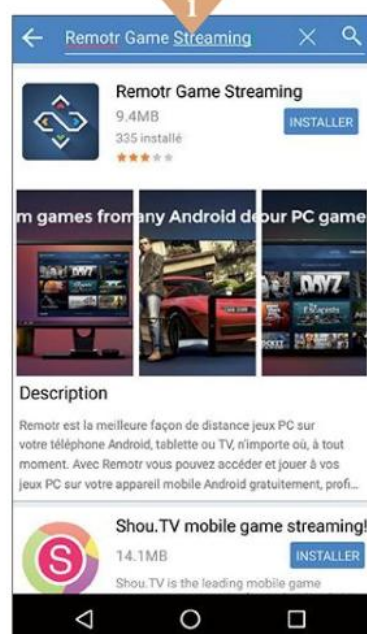 1
Remotr Game Streaming
Remotr Game Streaming
9.4MB
INSTALLER
335 installé
m games from any Android de our PC game
DAYZ
Description
Remotr est la meilleure façon de distance jeux PC sur
votre téléphone Android, tablette ou TV, n'importe où, à tout
moment. Avec Remotr vous pouvez accéder et jouer à vos
jeux PC sur votre appareil mobile Android gratuitement, profi...
Shou.TV mobile game streaming!
S
14.1MB
INSTALLER
Shou.TV is the leading mobile game